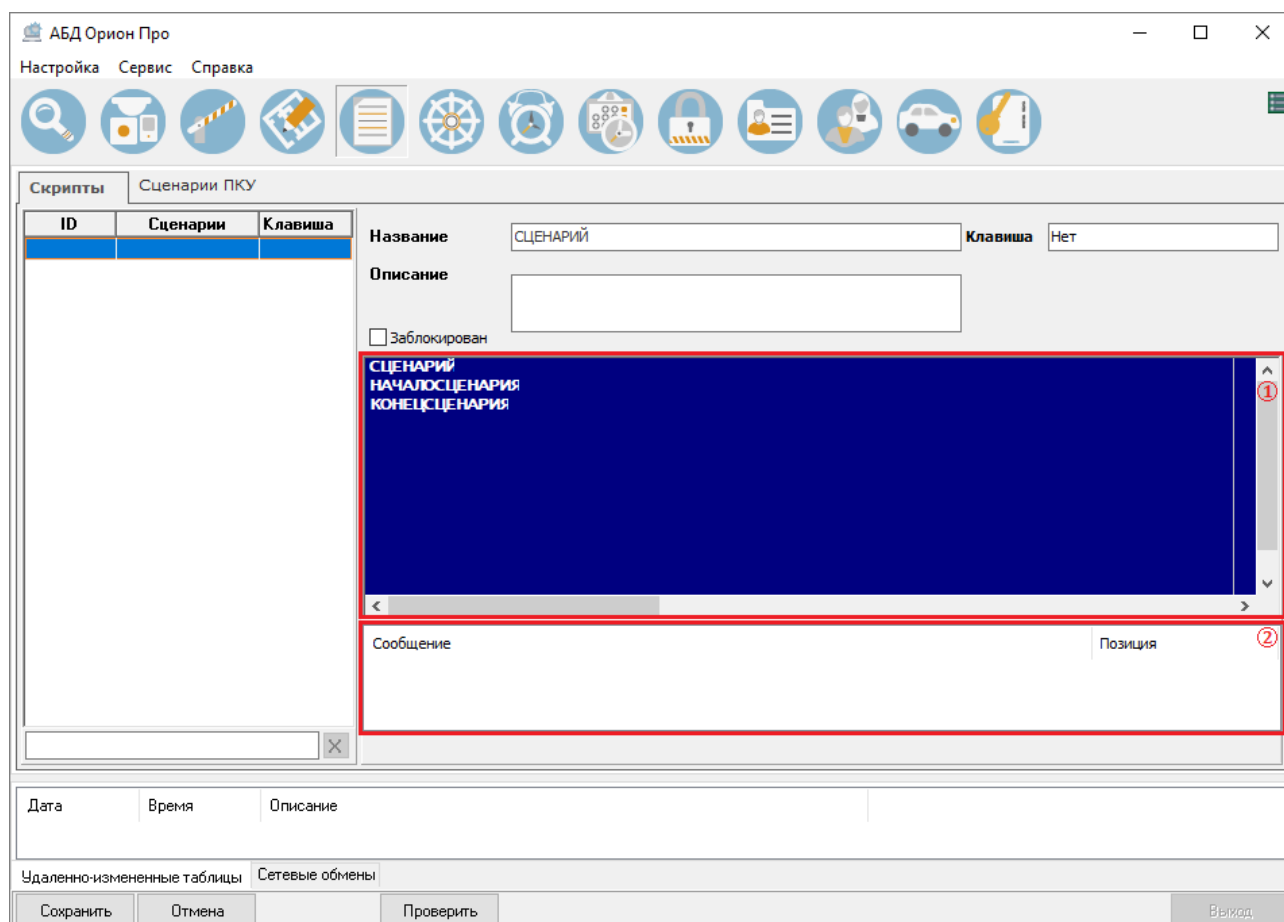 АБД Орион Про
Настройка Сервис Справка
Скрипты Сценарии ПКУ
ID Сценарии Клавиша
Название СЦЕНАРИЙ Клавиша Нет
Описание
Заблокирован
СЦЕНАРИЙ
НАЧАЛОСЦЕНАРИЯ
КОНЕЦСЦЕНАРИЯ
①
Сообщение Позиция ②
Дата Время Описание
Удаленно-измененные таблицы Сетевые обмены
Сохранить Отмена Проверить Выход